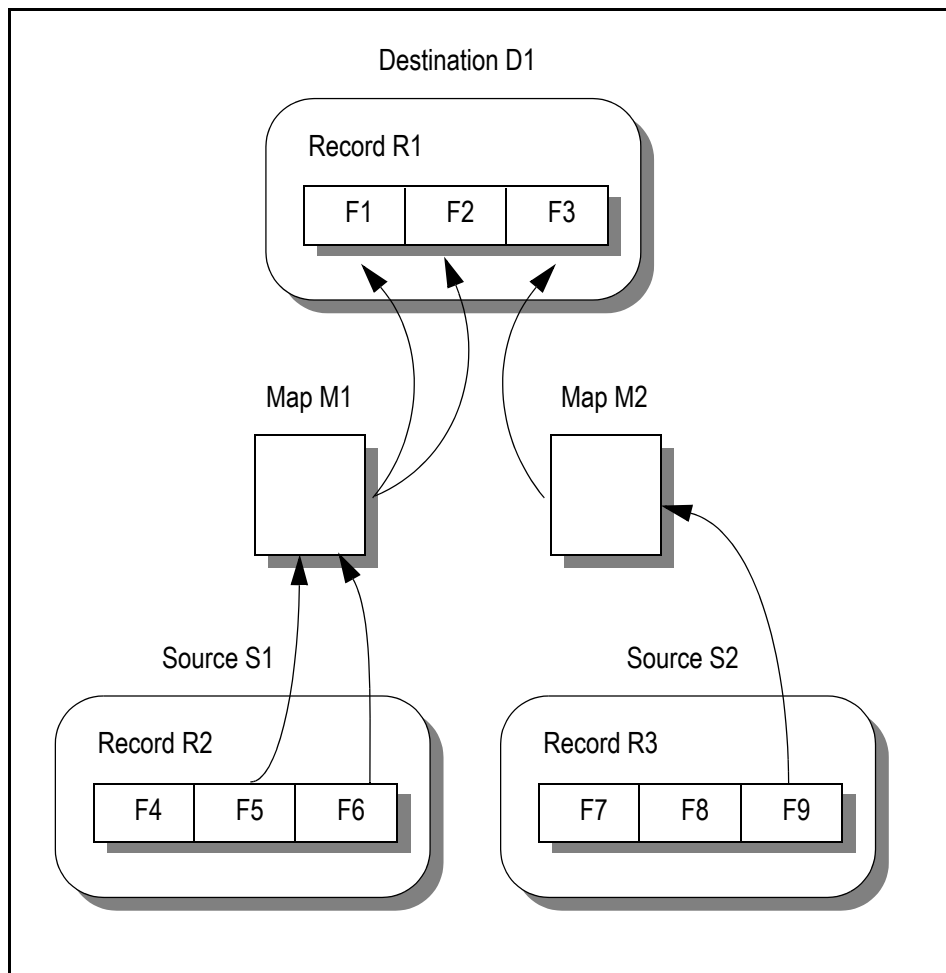 Destination D1
Record R1
F1 F2 F3
Map M1 Map M2
Source S1 Source S2
Record R2 Record R3
F4 F5 F6 F7 F8 F9